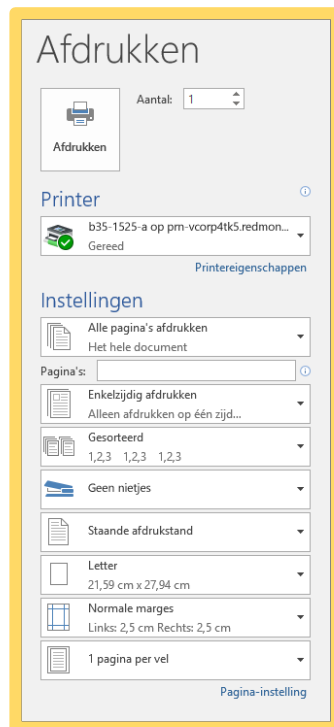 Afdrukken
Aantal: 1
Afdrukken
Printer
b35-1525-a op prn-vcorp4tk5.redmon...
Gereed
Printereigenschappen
Instellingen
Alle pagina's afdrukken
Het hele document
Pagina's:
Enkelzijdig afdrukken
Alleen afdrukken op één zijd...
Gesorteerd
1,2,3 1,2,3 1,2,3
Geen nietjes
Staande afdrukstand
Letter
21,59 cm x 27,94 cm
Normale marges
Links: 2,5 cm Rechts: 2,5 cm
1 pagina per vel
Pagina-instelling